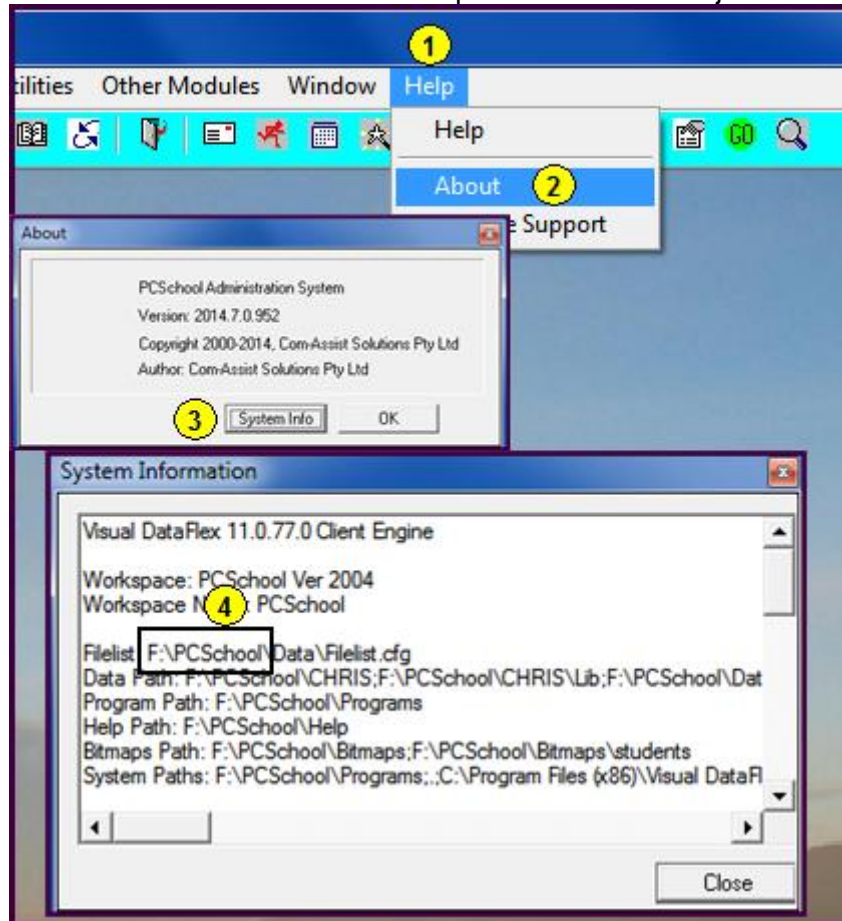 1
Other Modules Window Help
GO
Help
About 2
Support
About
PCSchool Administration System
Version: 2014.7.0.952
Copyright 2000-2014, Com-Assist Solutions Pty Ltd
Author: Com-Assist Solutions Pty Ltd
3 System Info OK
System Information
Visual DataFlex 11.0.77.0 Client Engine
Workspace: PCSchool Ver 2004
Workspace N 4 : PCSchool
Filelist: F:\PCSchool\Data\Filelist.cfg
Data Path: F:\PCSchool\CHRIS;F:\PCSchool\CHRIS\Lib;F:\PCSchool\Dat
Program Path: F:\PCSchool\Programs
Help Path: F:\PCSchool\Help
Bitmaps Path: F:\PCSchool\Bitmaps;F:\PCSchool\Bitmaps\students
System Paths: F:\PCSchool\Programs;.;C:\Program Files (x86)\Visual DataFl
Close